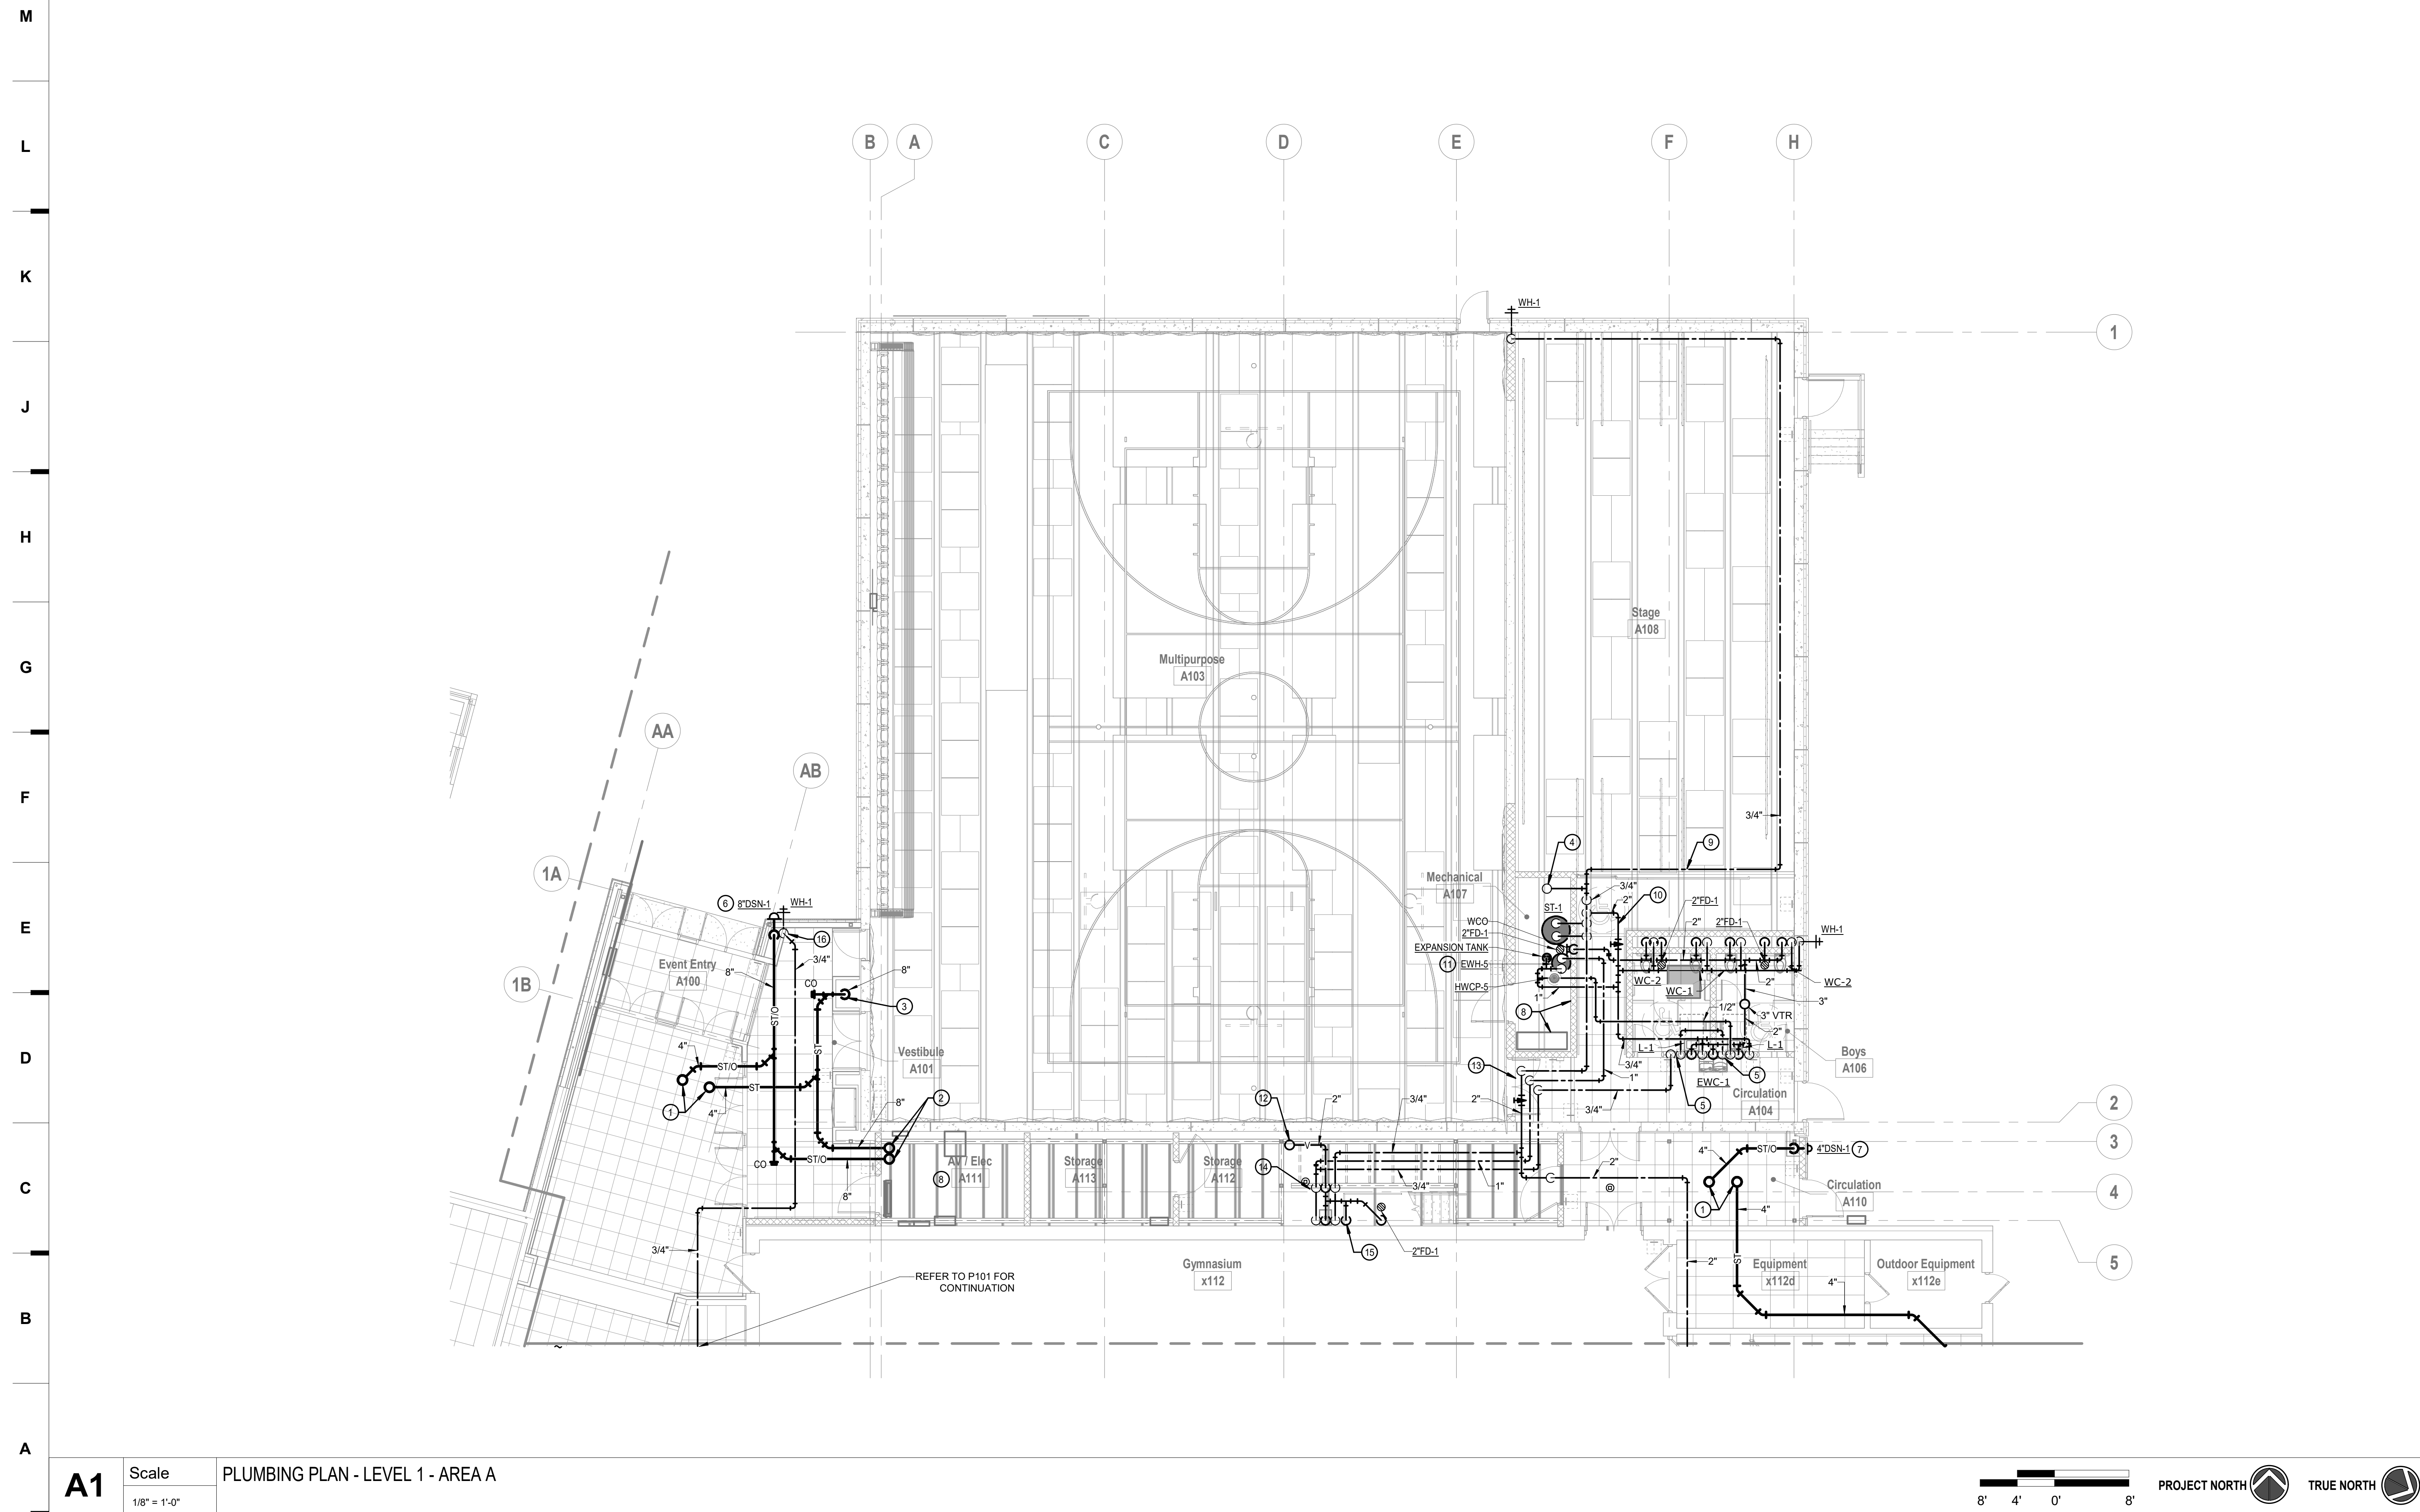 M
L
K
J
H
G
F
E
D
C
B
A
B
A
C
D
E
F
H
WH-1
1
Stage
A108
Multipurpose
A103
AA
AB
3/4"
1A
4
9
Mechanical
A107
3/4"
10
2"
2"FD-1
6
8"DSN-1
WH-1
ST-1
WCO
2"FD-1
2"
2"FD-1
WH-1
16
EXPANSION TANK
3/4"
Event Entry
A100
8"
8"
11
EWH-5
1B
CO
HWCP-5
WC-2
WC-1
2"
WC-2
1"
3"
3
8
1/2"
3" VTR
ST/O
2"
4"
ST
Vestibule
A101
L-1
L-1
Boys
A106
ST/O
13
3/4"
5
ST
1"
EWC-1
Circulation
A104
1
4"
8"
2
12
2"
3/4"
2"
3/4"
5
2
V
3
CO
ST/O
AV / Elec
A111
Storage
A113
Storage
A112
14
4"
ST/O
4"DSN-1
7
8
3/4"
1"
2"
Circulation
A110
4
8"
1
4"
3/4"
15
2"FD-1
5
REFER TO P101 FOR
CONTINUATION
Gymnasium
x112
2"
ST
Equipment
x112d
4"
Outdoor Equipment
x112e
~
A1
Scale
1/8" = 1'-0"
PLUMBING PLAN - LEVEL 1 - AREA A
8'
4'
0'
8'
PROJECT NORTH
TRUE NORTH